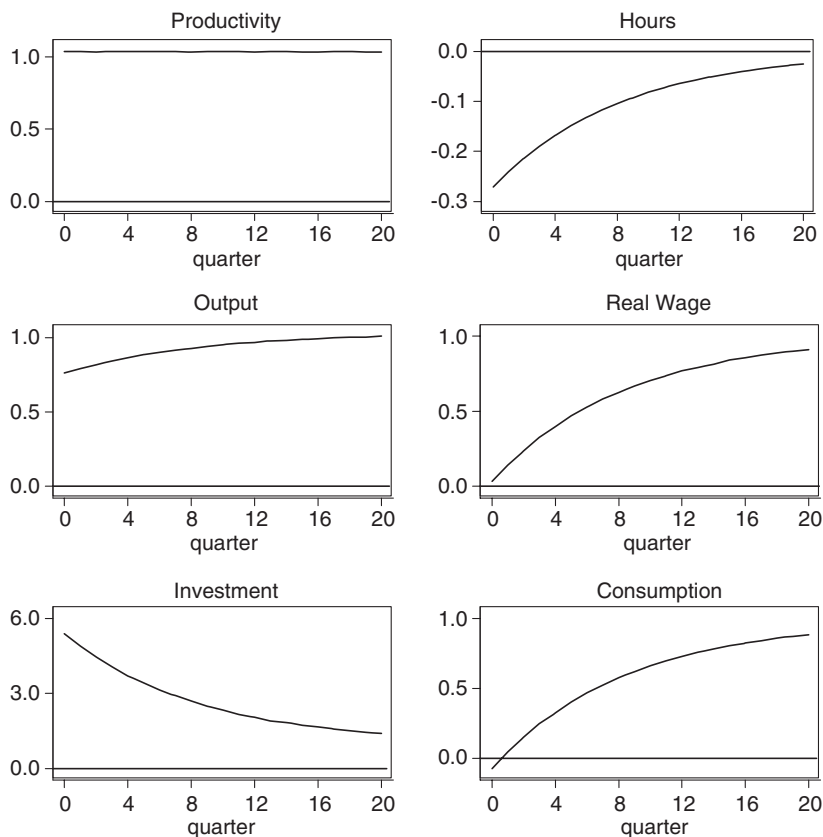 Productivity
1.0
0.5
0.0
0 4 8 12 16 20
quarter
Hours
0.0
-0.1
-0.2
-0.3
0 4 8 12 16 20
quarter
Output
1.0
0.5
0.0
0 4 8 12 16 20
quarter
Real Wage
1.0
0.5
0.0
0 4 8 12 16 20
quarter
Investment
6.0
3.0
0.0
0 4 8 12 16 20
quarter
Consumption
1.0
0.5
0.0
0 4 8 12 16 20
quarter